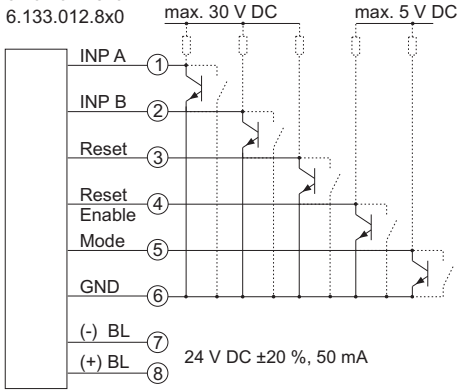 6.133.012.8x0
max. 30 V DC
max. 5 V DC
INP A
1
INP B
2
Reset
3
Reset
Enable
4
Mode
5
GND
6
(-) BL
7
(+) BL
8
24 V DC ±20 %, 50 mA